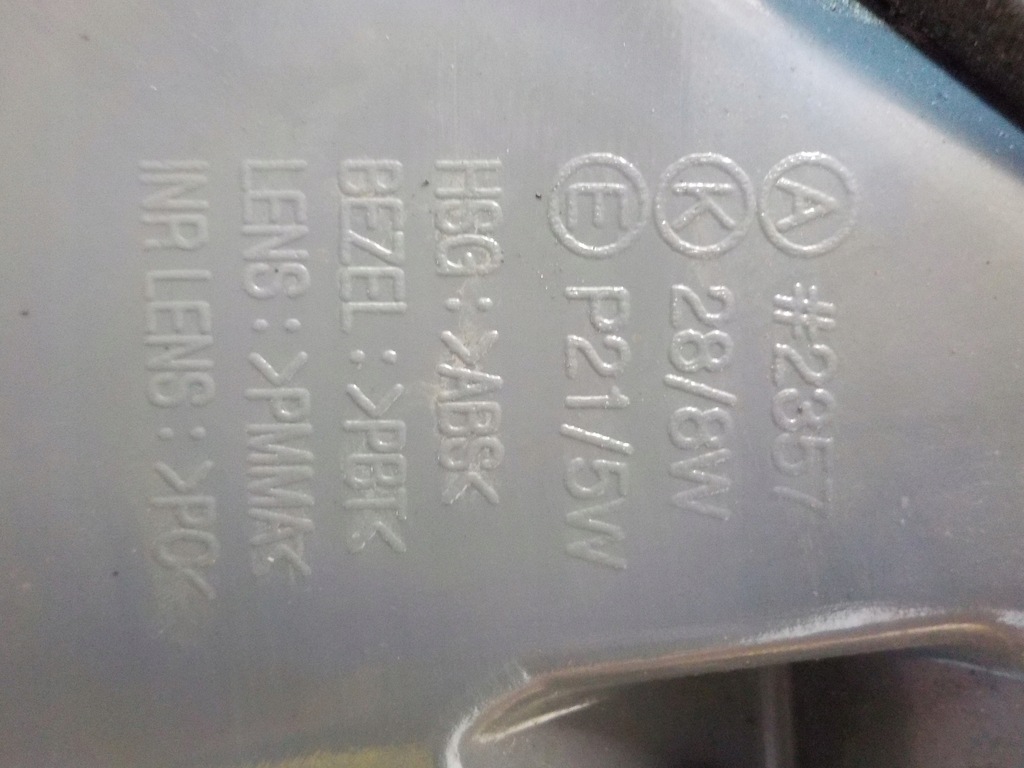 Ⓐ #2357
Ⓚ 28/8W
Ⓔ P21/5W
HSG : >ABS<
BEZEL : >PBT<
LENS : >PMMA<
INR LENS : >PC<